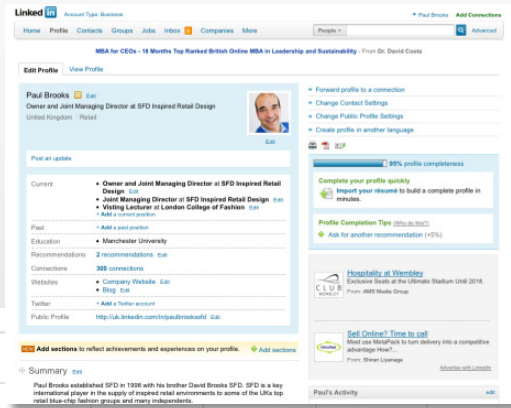 Linked in Account Type: Business
Paul Brooks Add Connections
Home Profile Contacts Groups Jobs Inbox Companies More
People Advanced
MBA for CEOs - 18 Months Top Ranked British Online MBA in Leadership and Sustainability - From Dr. David Costa
Edit Profile View Profile
Paul Brooks Edit
Owner and Joint Managing Director at SFD Inspired Retail Design
United Kingdom Retail
Edit
Post an update
Current
• Owner and Joint Managing Director at SFD Inspired Retail
Design Edit
• Joint Managing Director at SFD Inspired Retail Design Edit
• Visting Lecturer at London College of Fashion Edit
+ Add a current position
Past + Add a past position
Education • Manchester University
Recommendations 2 recommendations Edit
Connections 300 connections
Websites • Company Website Edit
• Blog Edit
Twitter + Add a Twitter account
Public Profile http://uk.linkedin.com/in/paulbrooksfd Edit
NEW Add sections to reflect achievements and experiences on your profile. Add sections
Summary Edit
Paul Brooks established SFD in 1998 with his brother David Brooks SFD. SFD is a key
international player in the supply of inspired retail environments to some of the UKs top
retail blue-chip fashion groups and many independents.
Forward profile to a connection
Change Contact Settings
Change Public Profile Settings
Create profile in another language
95% profile completeness
Complete your profile quickly
Import your résumé to build a complete profile in
minutes.
Profile Completion Tips (Why do this?)
Ask for another recommendation (+5%)
CLUB
WEMBLEY
Hospitality at Wembley
Exclusive Seats at the Ultimate Stadium Until 2018.
From: AMS Media Group
Sell Online? Time to call
Most use MetaPack to turn delivery into a competitive
advantage How?...
From: Shiran Liyanage
Advertise with LinkedIn
Paul's Activity edit